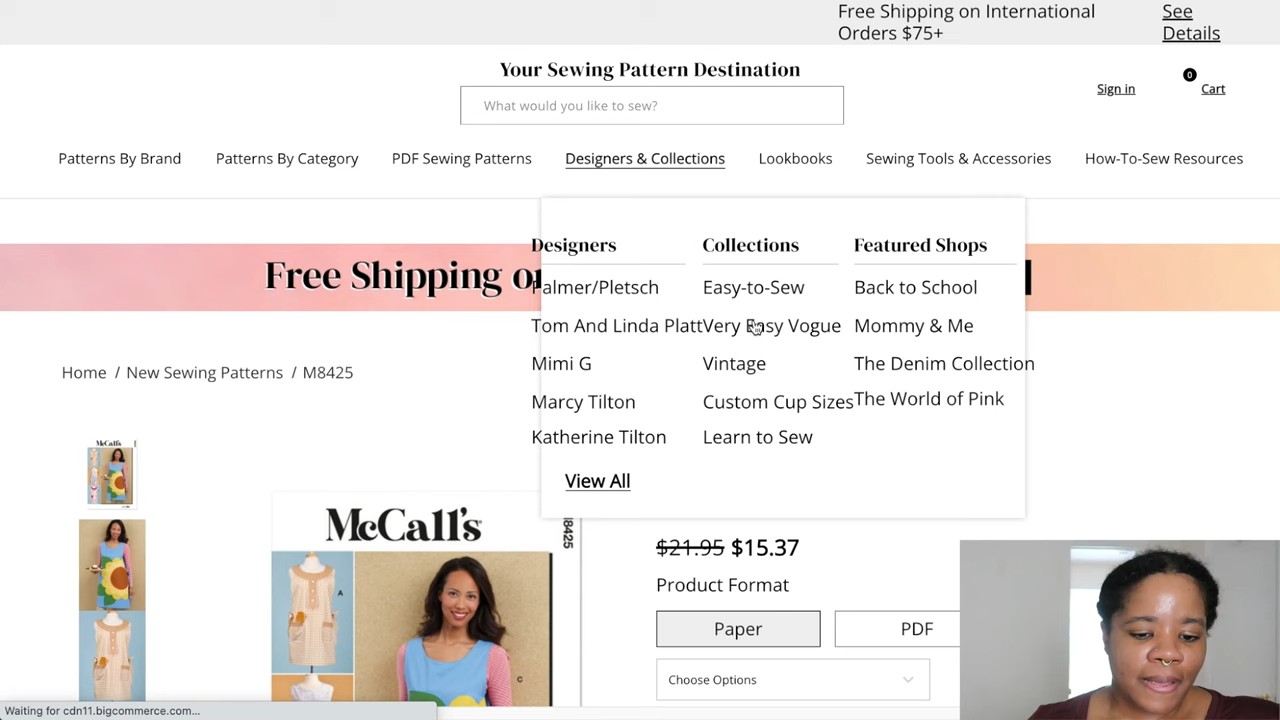 Free Shipping on International
Orders $75+
See
Details
Your Sewing Pattern Destination
What would you like to sew?
Sign in
0
Cart
Patterns By Brand
Patterns By Category
PDF Sewing Patterns
Designers & Collections
Lookbooks
Sewing Tools & Accessories
How-To-Sew Resources
Designers
Collections
Featured Shops
Free Shipping
Palmer/Pletsch
Easy-to-Sew
Back to School
Tom And Linda Platt
Very Easy Vogue
Mommy & Me
Mimi G
Vintage
The Denim Collection
Marcy Tilton
Custom Cup Sizes
The World of Pink
Katherine Tilton
Learn to Sew
View All
Home / New Sewing Patterns / M8425
McCall's
McCall's
M8425
A
C
$21.95 $15.37
Product Format
Paper
PDF
Choose Options
Waiting for cdn11.bigcommerce.com...